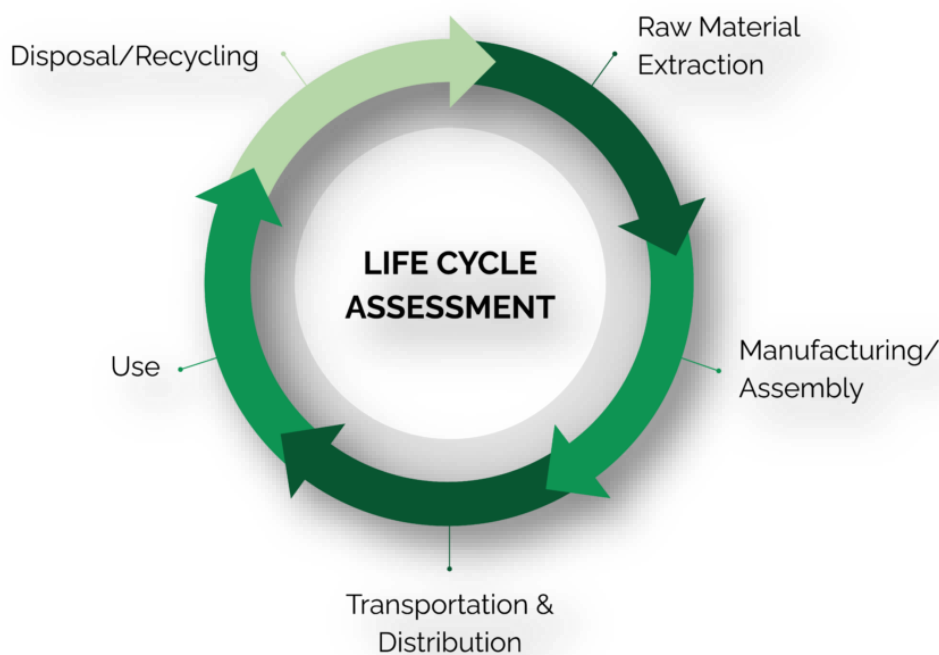 Disposal/Recycling
Raw Material
Extraction
LIFE CYCLE
ASSESSMENT
Use
Manufacturing/
Assembly
Transportation &
Distribution